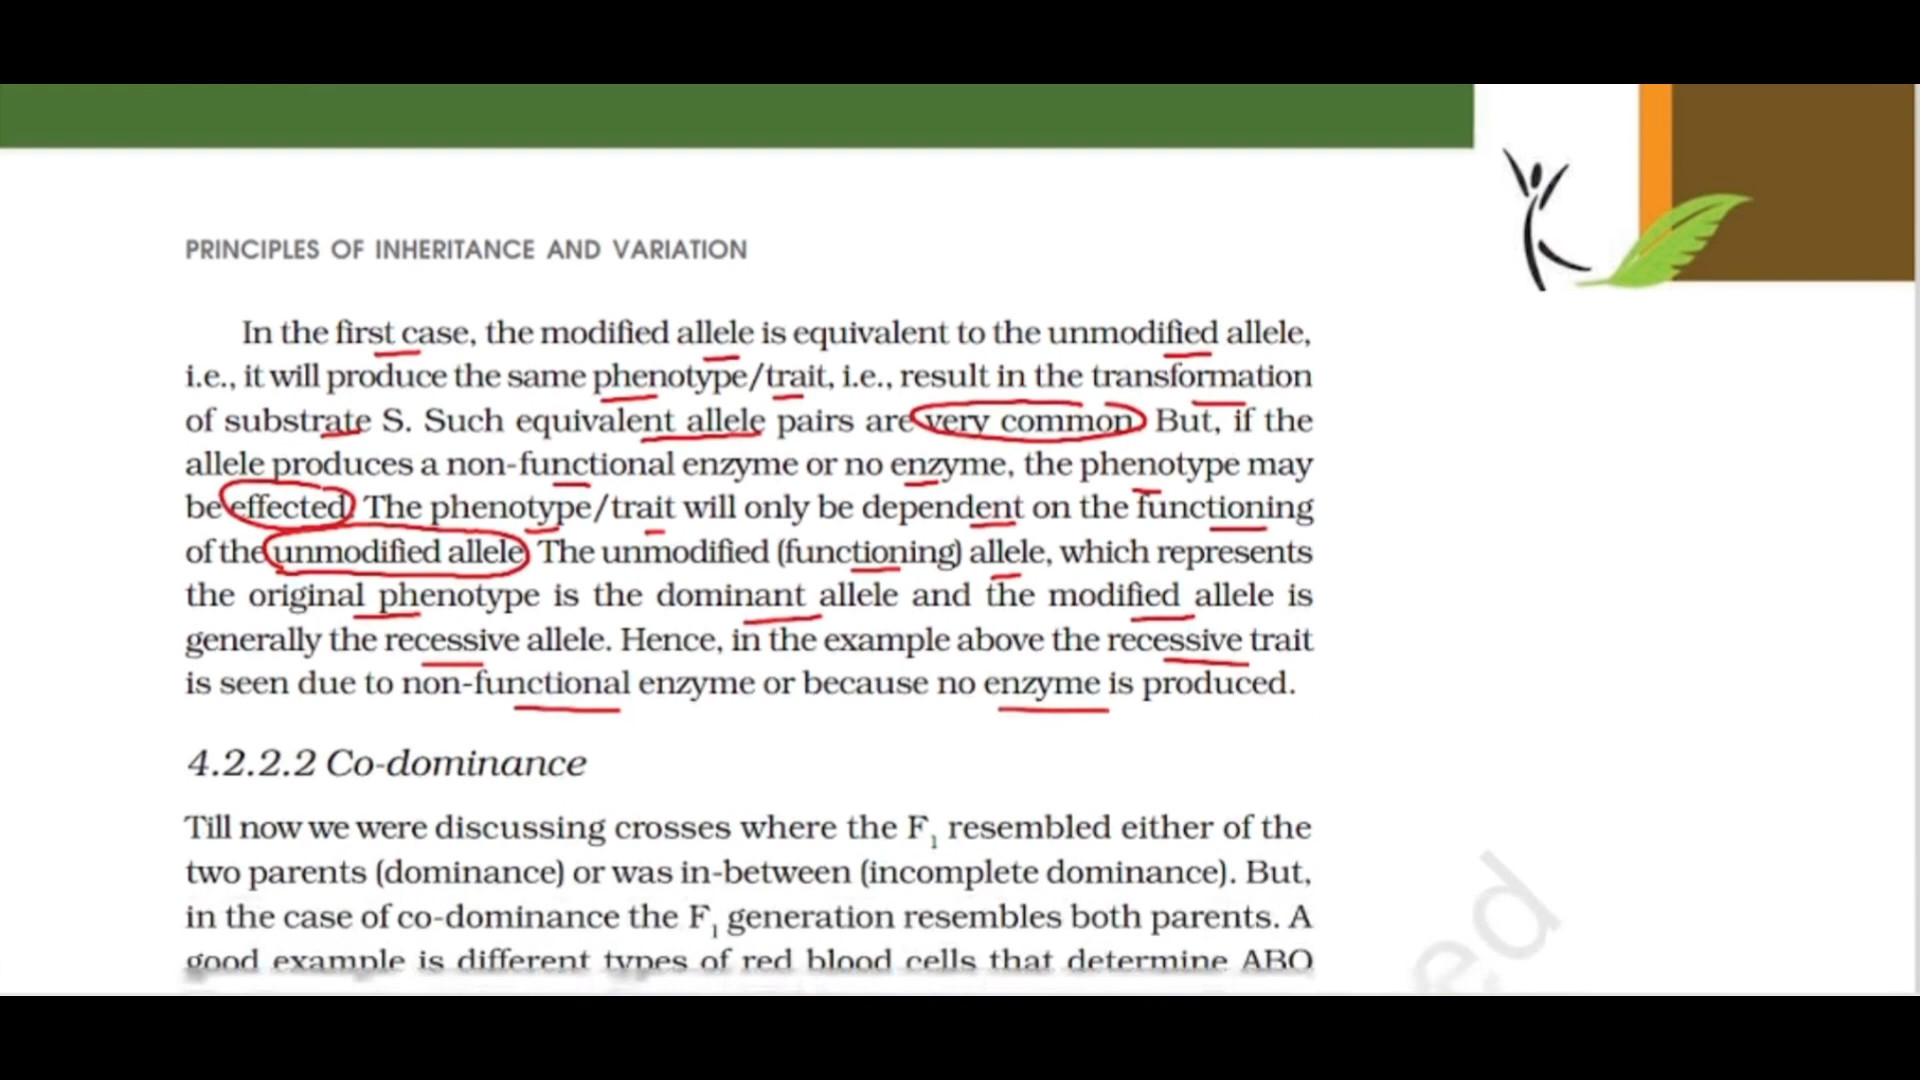 PRINCIPLES OF INHERITANCE AND VARIATION
In the first case, the modified allele is equivalent to the unmodified allele,
i.e., it will produce the same phenotype/trait, i.e., result in the transformation
of substrate S. Such equivalent allele pairs are very common. But, if the
allele produces a non-functional enzyme or no enzyme, the phenotype may
be effected. The phenotype/trait will only be dependent on the functioning
of the unmodified allele. The unmodified (functioning) allele, which represents
the original phenotype is the dominant allele and the modified allele is
generally the recessive allele. Hence, in the example above the recessive trait
is seen due to non-functional enzyme or because no enzyme is produced.
4.2.2.2 Co-dominance
Till now we were discussing crosses where the F₁ resembled either of the
two parents (dominance) or was in-between (incomplete dominance). But,
in the case of co-dominance the F₁ generation resembles both parents. A
good example is different types of red blood cells that determine ABO
ed